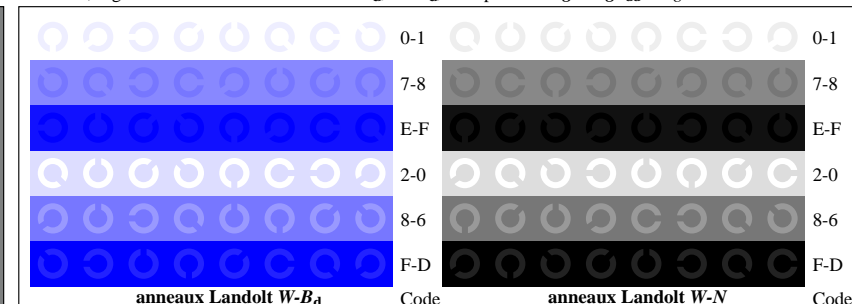 0-1 0-1
7-8 7-8
E-F E-F
2-0 2-0
8-6 8-6
F-D F-D
anneaux Landolt W-Bd Code anneaux Landolt W-N Code